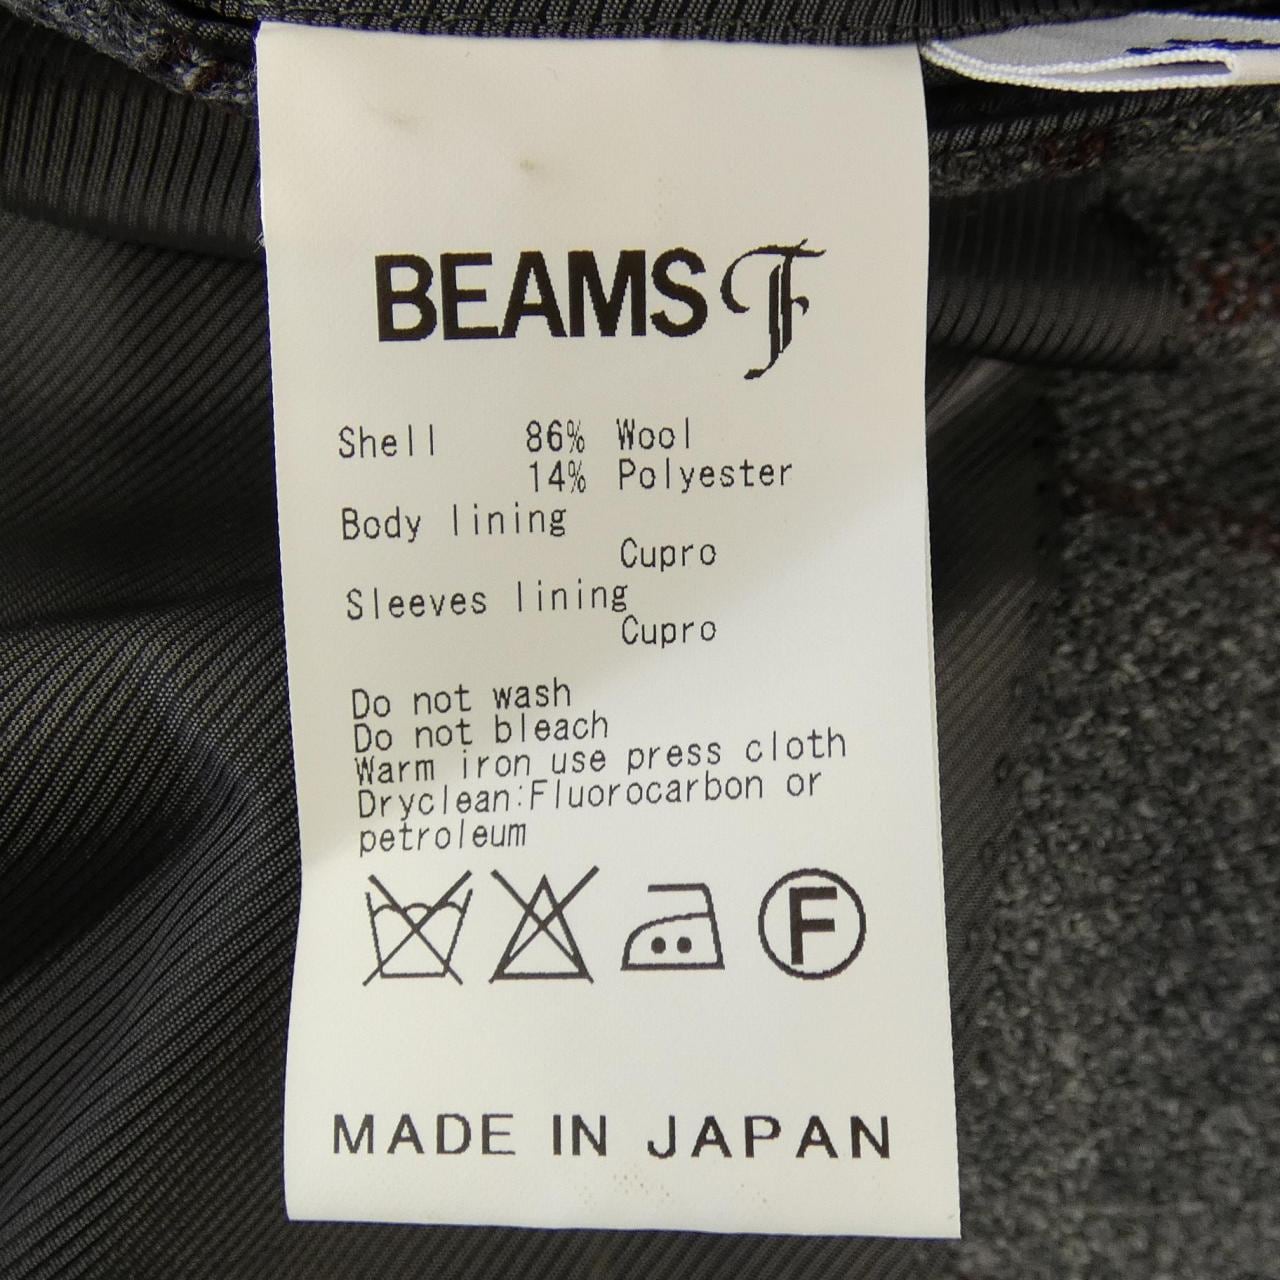 BEAMS F
Shell 86% Wool
14% Polyester
Body lining
Cupro
Sleeves lining
Cupro
Do not wash
Do not bleach
Warm iron use press cloth
Dryclean:Fluorocarbon or
petroleum
F
MADE IN JAPAN